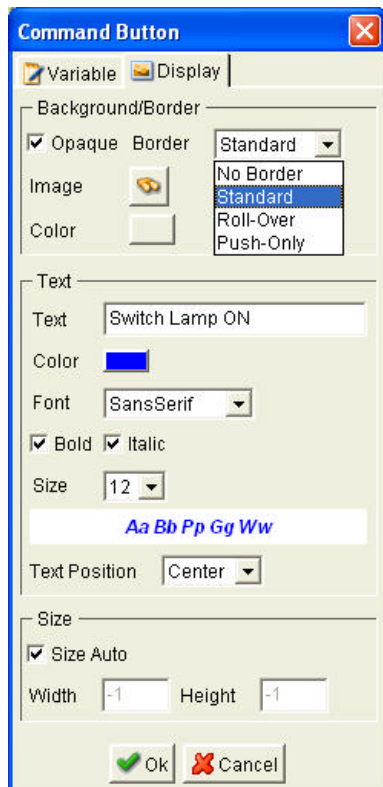 Command Button
Variable Display
Background/Border
Opaque Border Standard
No Border
Image
Standard
Roll-Over
Color
Push-Only
Text
Text Switch Lamp ON
Color
Font SansSerif
Bold Italic
Size 12
Aa Bb Pp Gg Ww
Text Position Center
Size
Size Auto
Width -1 Height -1
Ok Cancel